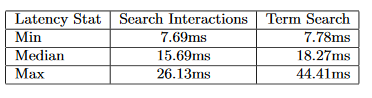 Latency Stat Search Interactions Term Search
Min 7.69ms 7.78ms
Median 15.69ms 18.27ms
Max 26.13ms 44.41ms